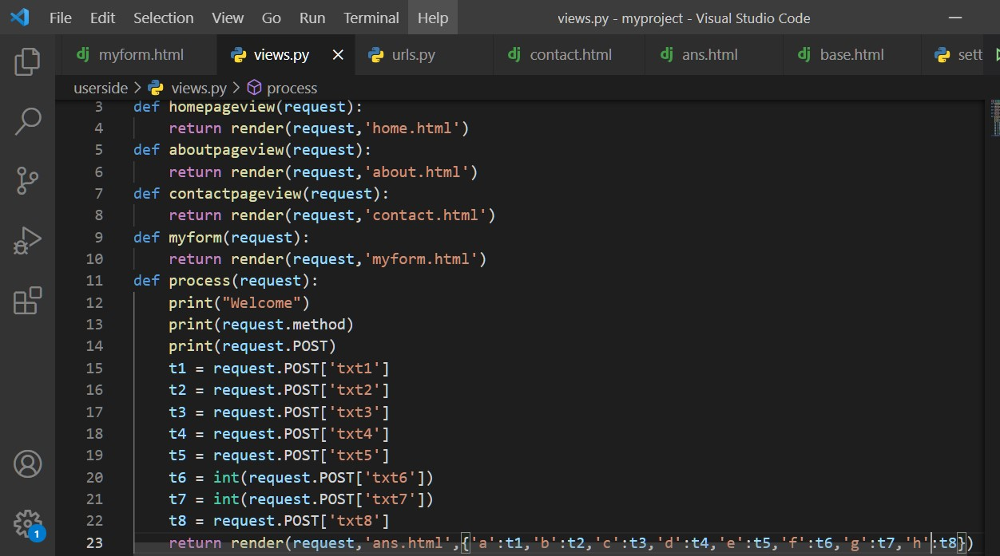 File Edit Selection View Go Run Terminal Help views.py - myproject - Visual Studio Code
myform.html views.py urls.py contact.html ans.html base.html sett
userside > views.py > process
3 def homepageview(request):
4 return render(request,'home.html')
5 def aboutpageview(request):
6 return render(request,'about.html')
7 def contactpageview(request):
8 return render(request,'contact.html')
9 def myform(request):
10 return render(request,'myform.html')
11 def process(request):
12 print("Welcome")
13 print(request.method)
14 print(request.POST)
15 t1 = request.POST['txt1']
16 t2 = request.POST['txt2']
17 t3 = request.POST['txt3']
18 t4 = request.POST['txt4']
19 t5 = request.POST['txt5']
20 t6 = int(request.POST['txt6'])
21 t7 = int(request.POST['txt7'])
22 t8 = request.POST['txt8']
23 return render(request,'ans.html',{'a':t1,'b':t2,'c':t3,'d':t4,'e':t5,'f':t6,'g':t7,'h':t8})
1